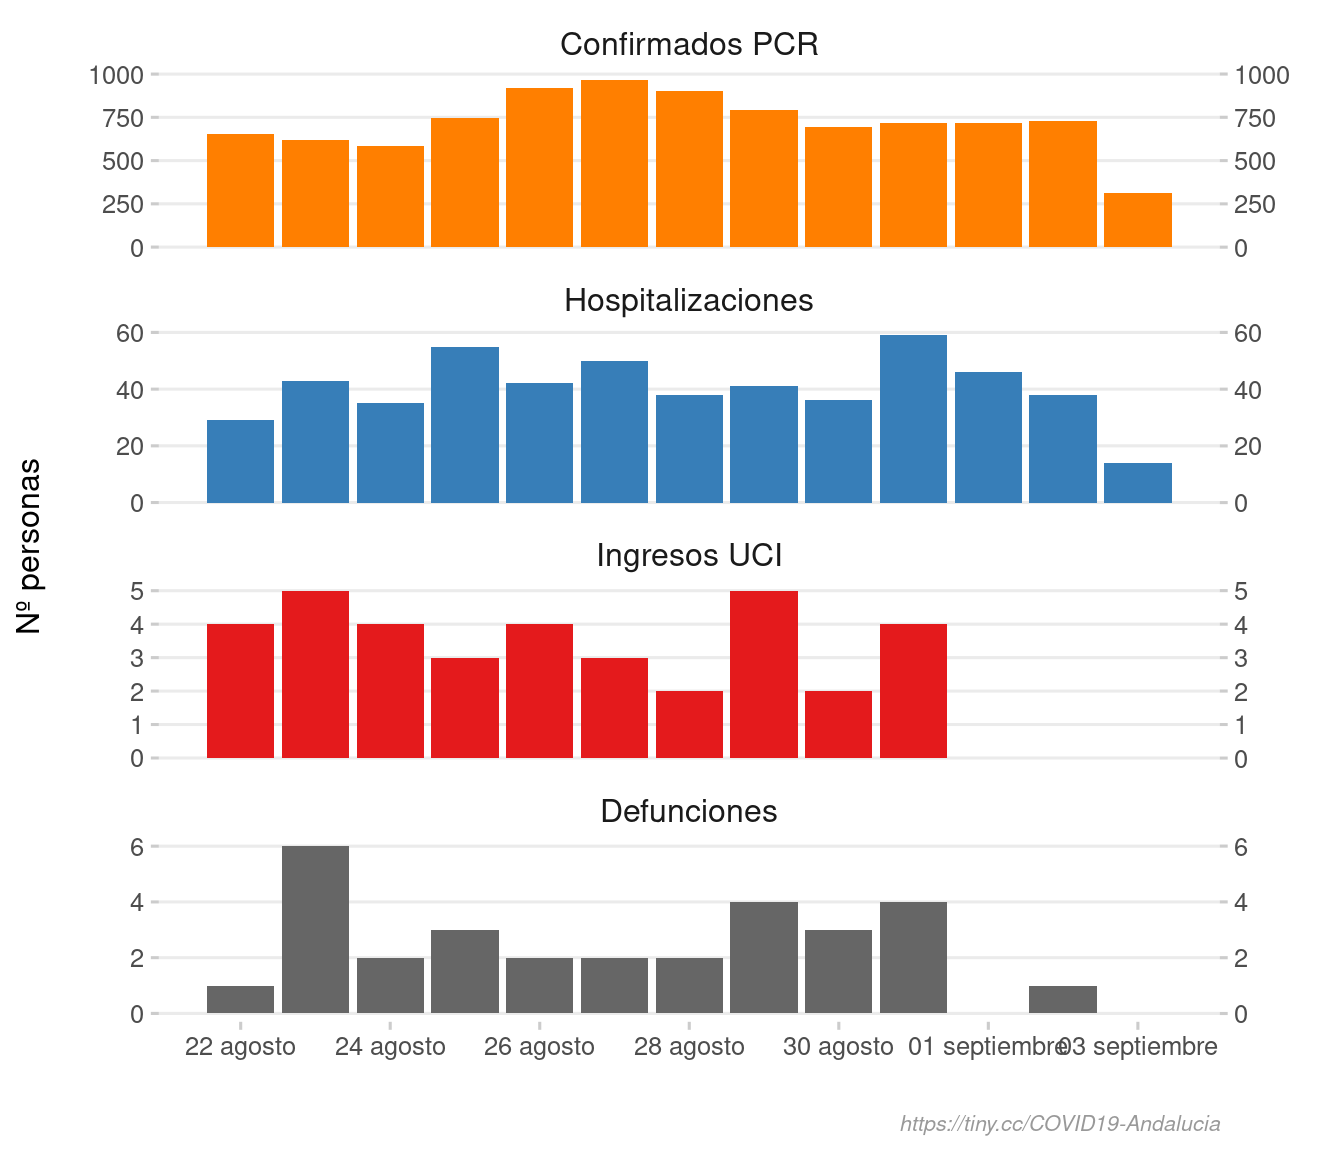 Confirmados PCR
1000 1000
750 750
500 500
250 250
0 0
Hospitalizaciones
60 60
40 40
20 20
0 0
Nº personas
Ingresos UCI
5 5
4 4
3 3
2 2
1 1
0 0
Defunciones
6 6
4 4
2 2
0 0
22 agosto 24 agosto 26 agosto 28 agosto 30 agosto 01 septiembre 03 septiembre
https://tiny.cc/COVID19-Andalucia